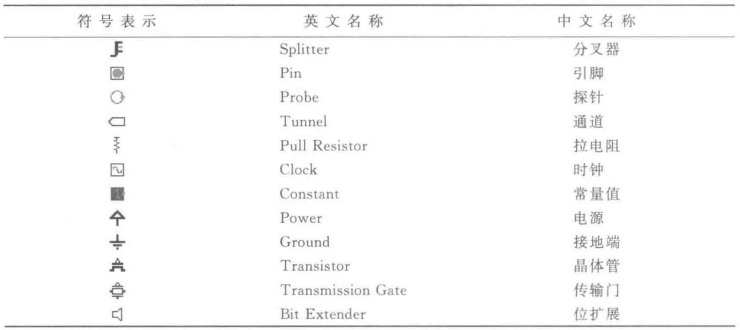 符号表示 英文名称 中文名称
Splitter 分叉器
Pin 引脚
Probe 探针
Tunnel 通道
Pull Resistor 拉电阻
Clock 时钟
Constant 常量值
Power 电源
Ground 接地端
Transistor 晶体管
Transmission Gate 传输门
Bit Extender 位扩展